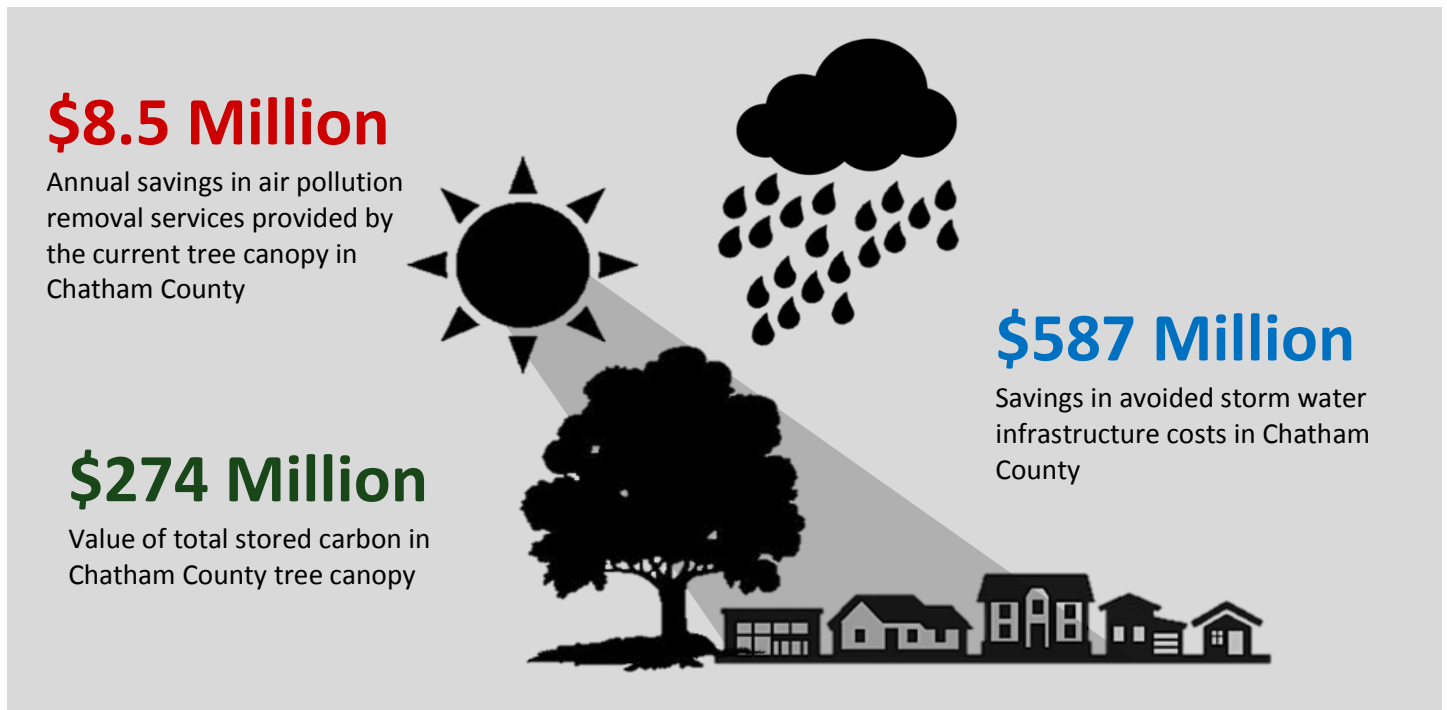 $8.5 Million
Annual savings in air pollution
removal services provided by
the current tree canopy in
Chatham County
$587 Million
Savings in avoided storm water
infrastructure costs in Chatham
County
$274 Million
Value of total stored carbon in
Chatham County tree canopy